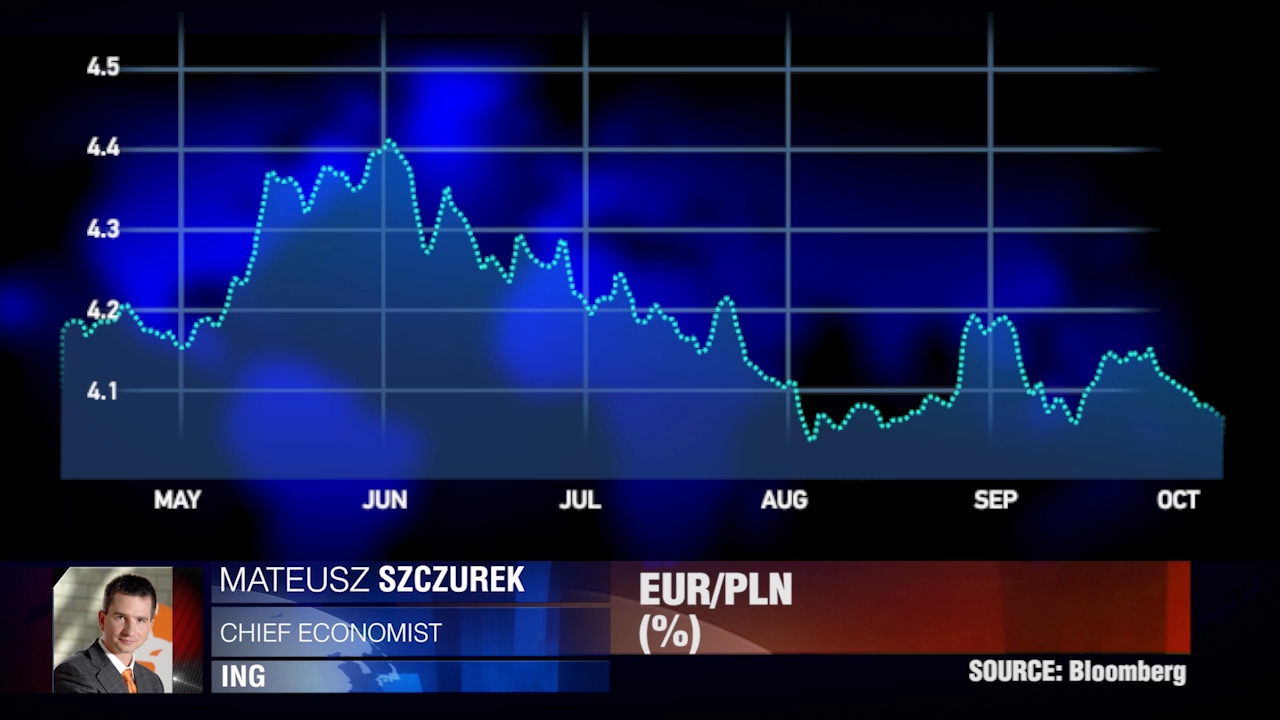 4.5
4.4
4.3
4.2
4.1
MAY JUN JUL AUG SEP OCT
MATEUSZ SZCZUREK
CHIEF ECONOMIST
ING
EUR/PLN
(%)
SOURCE: Bloomberg